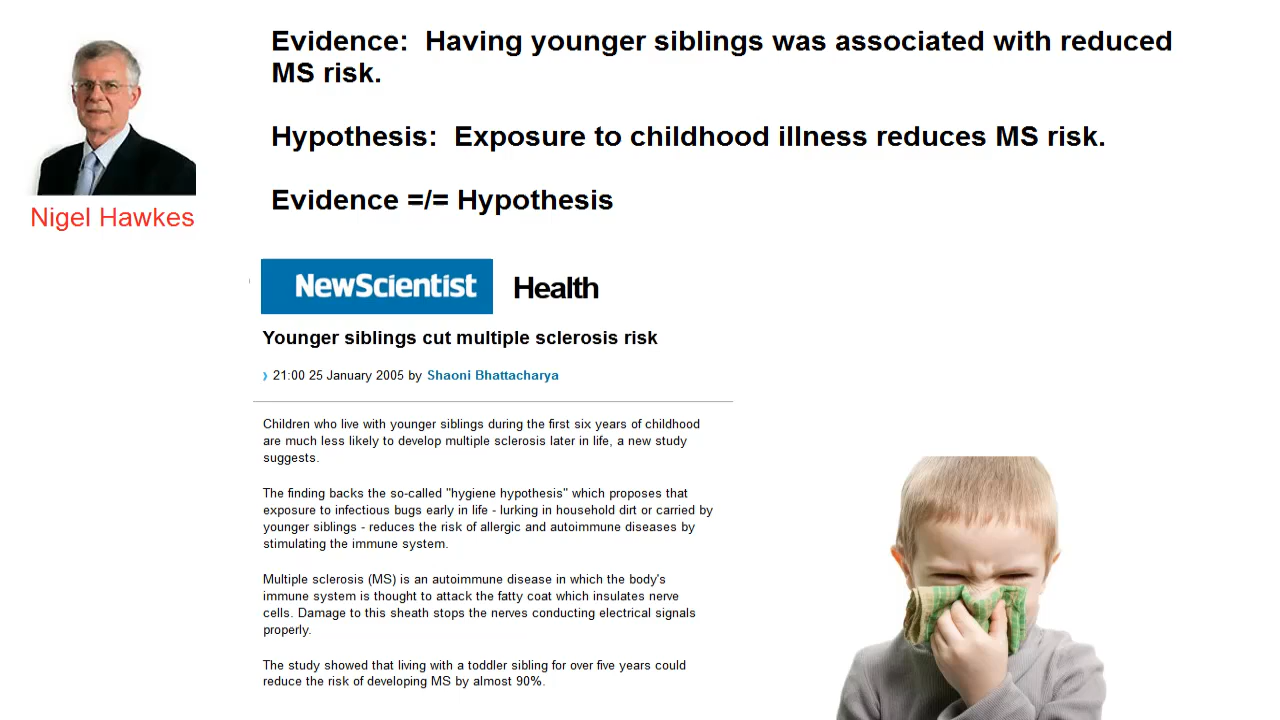 Evidence:  Having younger siblings was associated with reduced
MS risk.
Hypothesis:  Exposure to childhood illness reduces MS risk.
Evidence =/= Hypothesis
Nigel Hawkes
NewScientist Health
Younger siblings cut multiple sclerosis risk
21:00 25 January 2005 by Shaoni Bhattacharya
Children who live with younger siblings during the first six years of childhood
are much less likely to develop multiple sclerosis later in life, a new study
suggests.
The finding backs the so-called "hygiene hypothesis" which proposes that
exposure to infectious bugs early in life - lurking in household dirt or carried by
younger siblings - reduces the risk of allergic and autoimmune diseases by
stimulating the immune system.
Multiple sclerosis (MS) is an autoimmune disease in which the body's
immune system is thought to attack the fatty coat which insulates nerve
cells. Damage to this sheath stops the nerves conducting electrical signals
properly.
The study showed that living with a toddler sibling for over five years could
reduce the risk of developing MS by almost 90%.